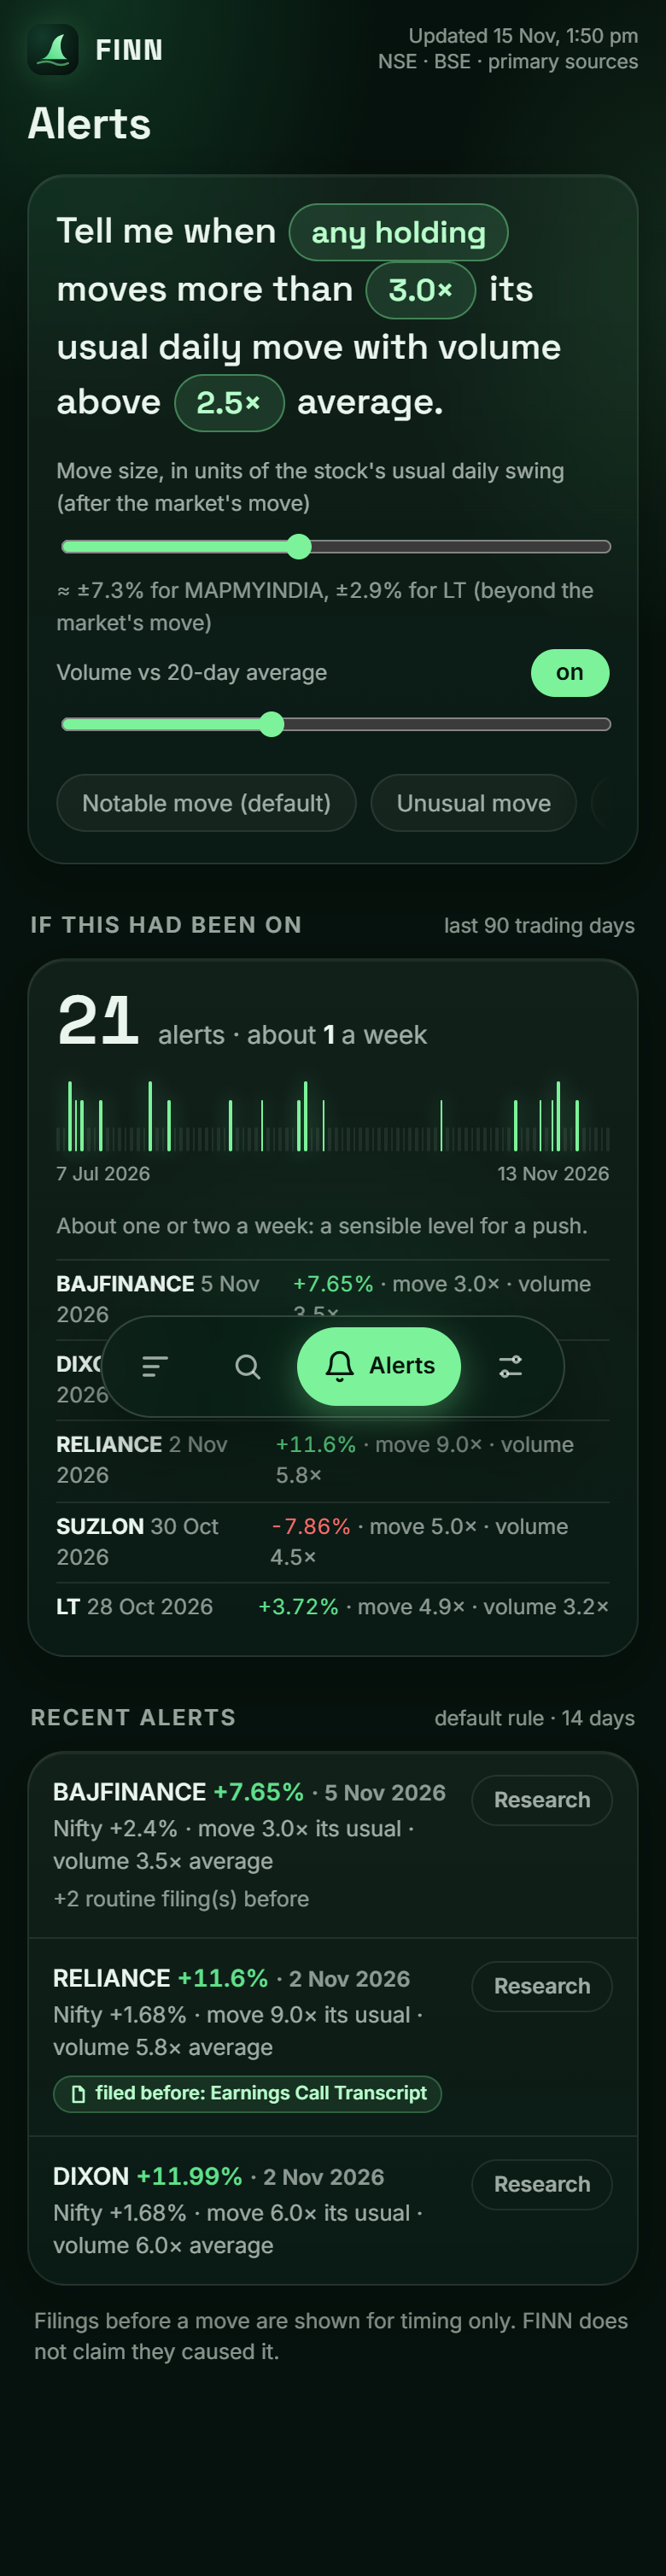 FINN
Updated 15 Nov, 1:50 pm
NSE · BSE · primary sources
Alerts
Tell me when any holding
moves more than 3.0× its
usual daily move with volume
above 2.5× average.
Move size, in units of the stock's usual daily swing
(after the market's move)
≈ ±7.3% for MAPMYINDIA, ±2.9% for LT (beyond the
market's move)
Volume vs 20-day average on
Notable move (default) Unusual move
IF THIS HAD BEEN ON last 90 trading days
21 alerts · about 1 a week
7 Jul 2026 13 Nov 2026
About one or two a week: a sensible level for a push.
BAJFINANCE 5 Nov +7.65% · move 3.0× · volume
2026 3.5×
2026
Alerts
RELIANCE 2 Nov +11.6% · move 9.0× · volume
2026 5.8×
SUZLON 30 Oct -7.86% · move 5.0× · volume
2026 4.5×
LT 28 Oct 2026 +3.72% · move 4.9× · volume 3.2×
RECENT ALERTS default rule · 14 days
BAJFINANCE +7.65% · 5 Nov 2026 Research
Nifty +2.4% · move 3.0× its usual ·
volume 3.5× average
+2 routine filing(s) before
RELIANCE +11.6% · 2 Nov 2026 Research
Nifty +1.68% · move 9.0× its usual ·
volume 5.8× average
filed before: Earnings Call Transcript
DIXON +11.99% · 2 Nov 2026 Research
Nifty +1.68% · move 6.0× its usual ·
volume 6.0× average
Filings before a move are shown for timing only. FINN does
not claim they caused it.